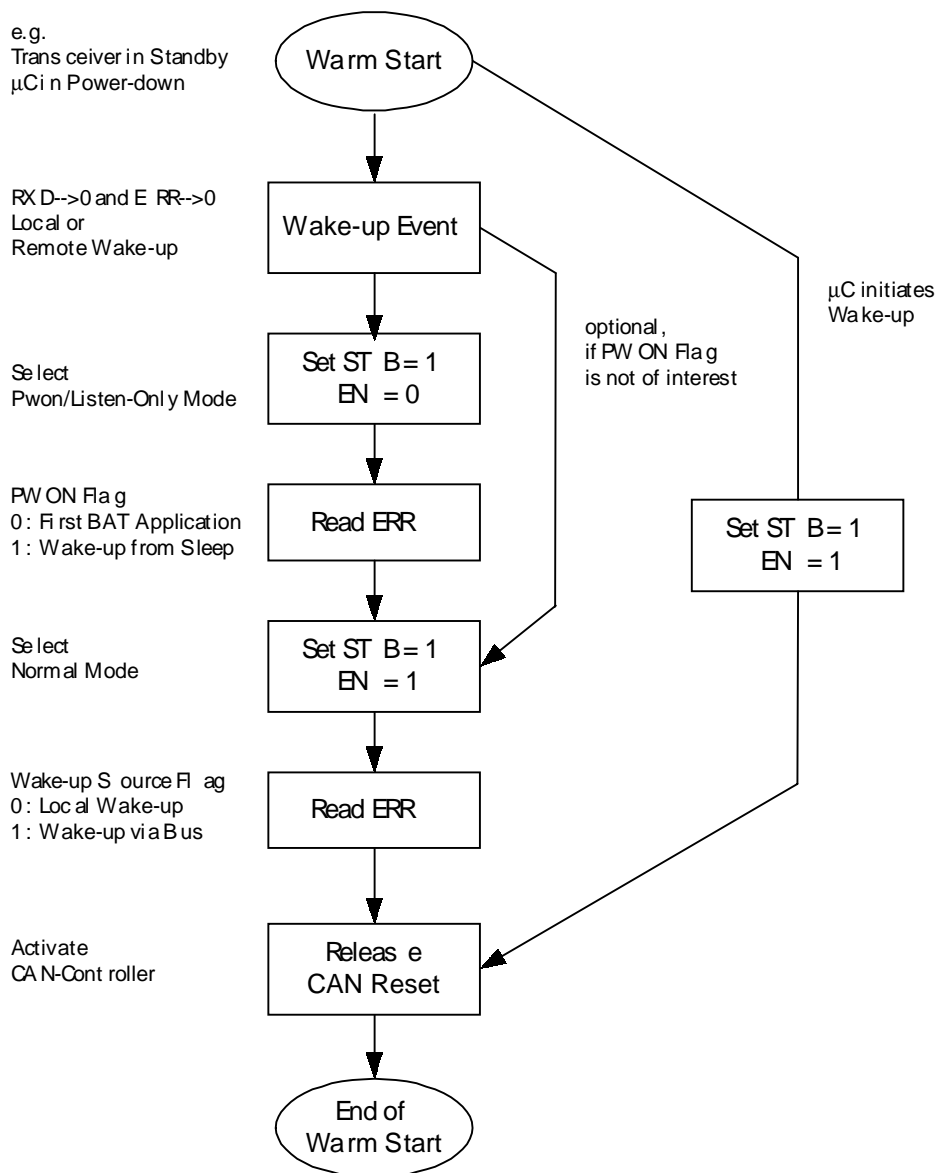 e.g.
Transceiver in Standby
µC in Power-down
Warm Start
RXD-->0 and ERR-->0
Local or
Remote Wake-up
Wake-up Event
µC initiates
Wake-up
optional,
if PWON Flag
is not of interest
Select
Pwon/Listen-Only Mode
Set STB = 1
EN = 0
PWON Flag
0: First BAT Application
1: Wake-up from Sleep
Read ERR
Set STB = 1
EN = 1
Select
Normal Mode
Set STB = 1
EN = 1
Wake-up Source Flag
0: Local Wake-up
1: Wake-up via Bus
Read ERR
Activate
CAN-Controller
Release
CAN Reset
End of
Warm Start